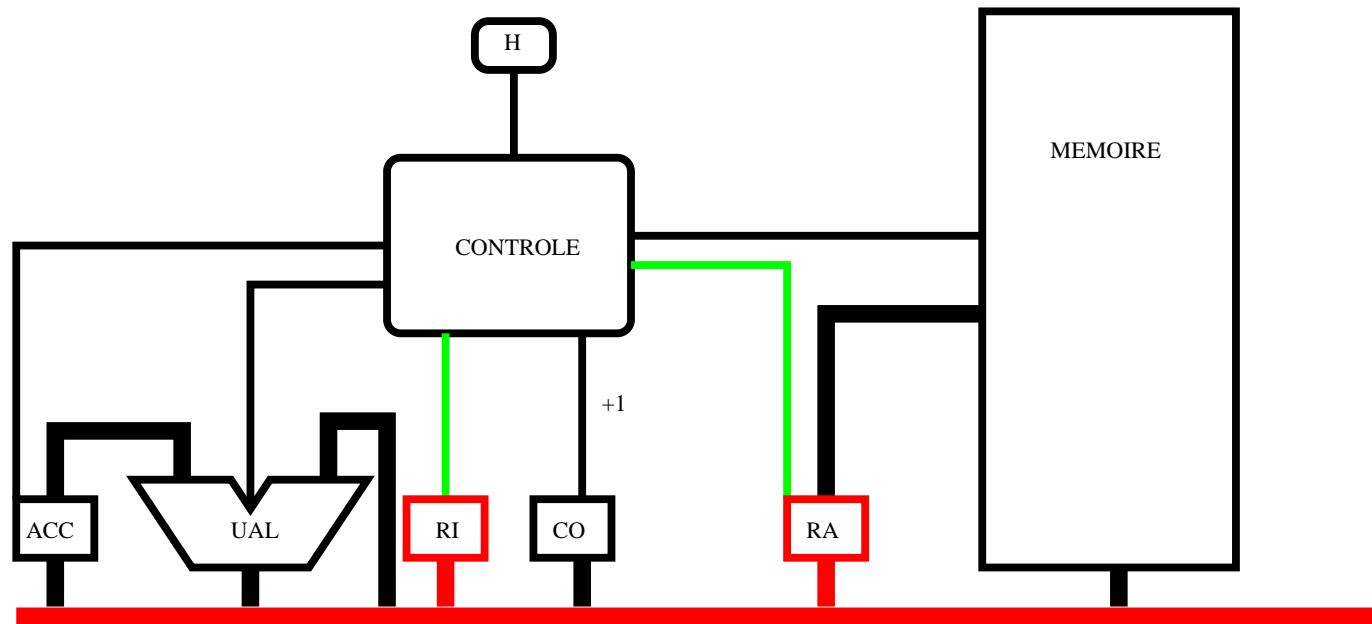 H
MEMOIRE
CONTROLE
+1
ACC
UAL
RI
CO
RA